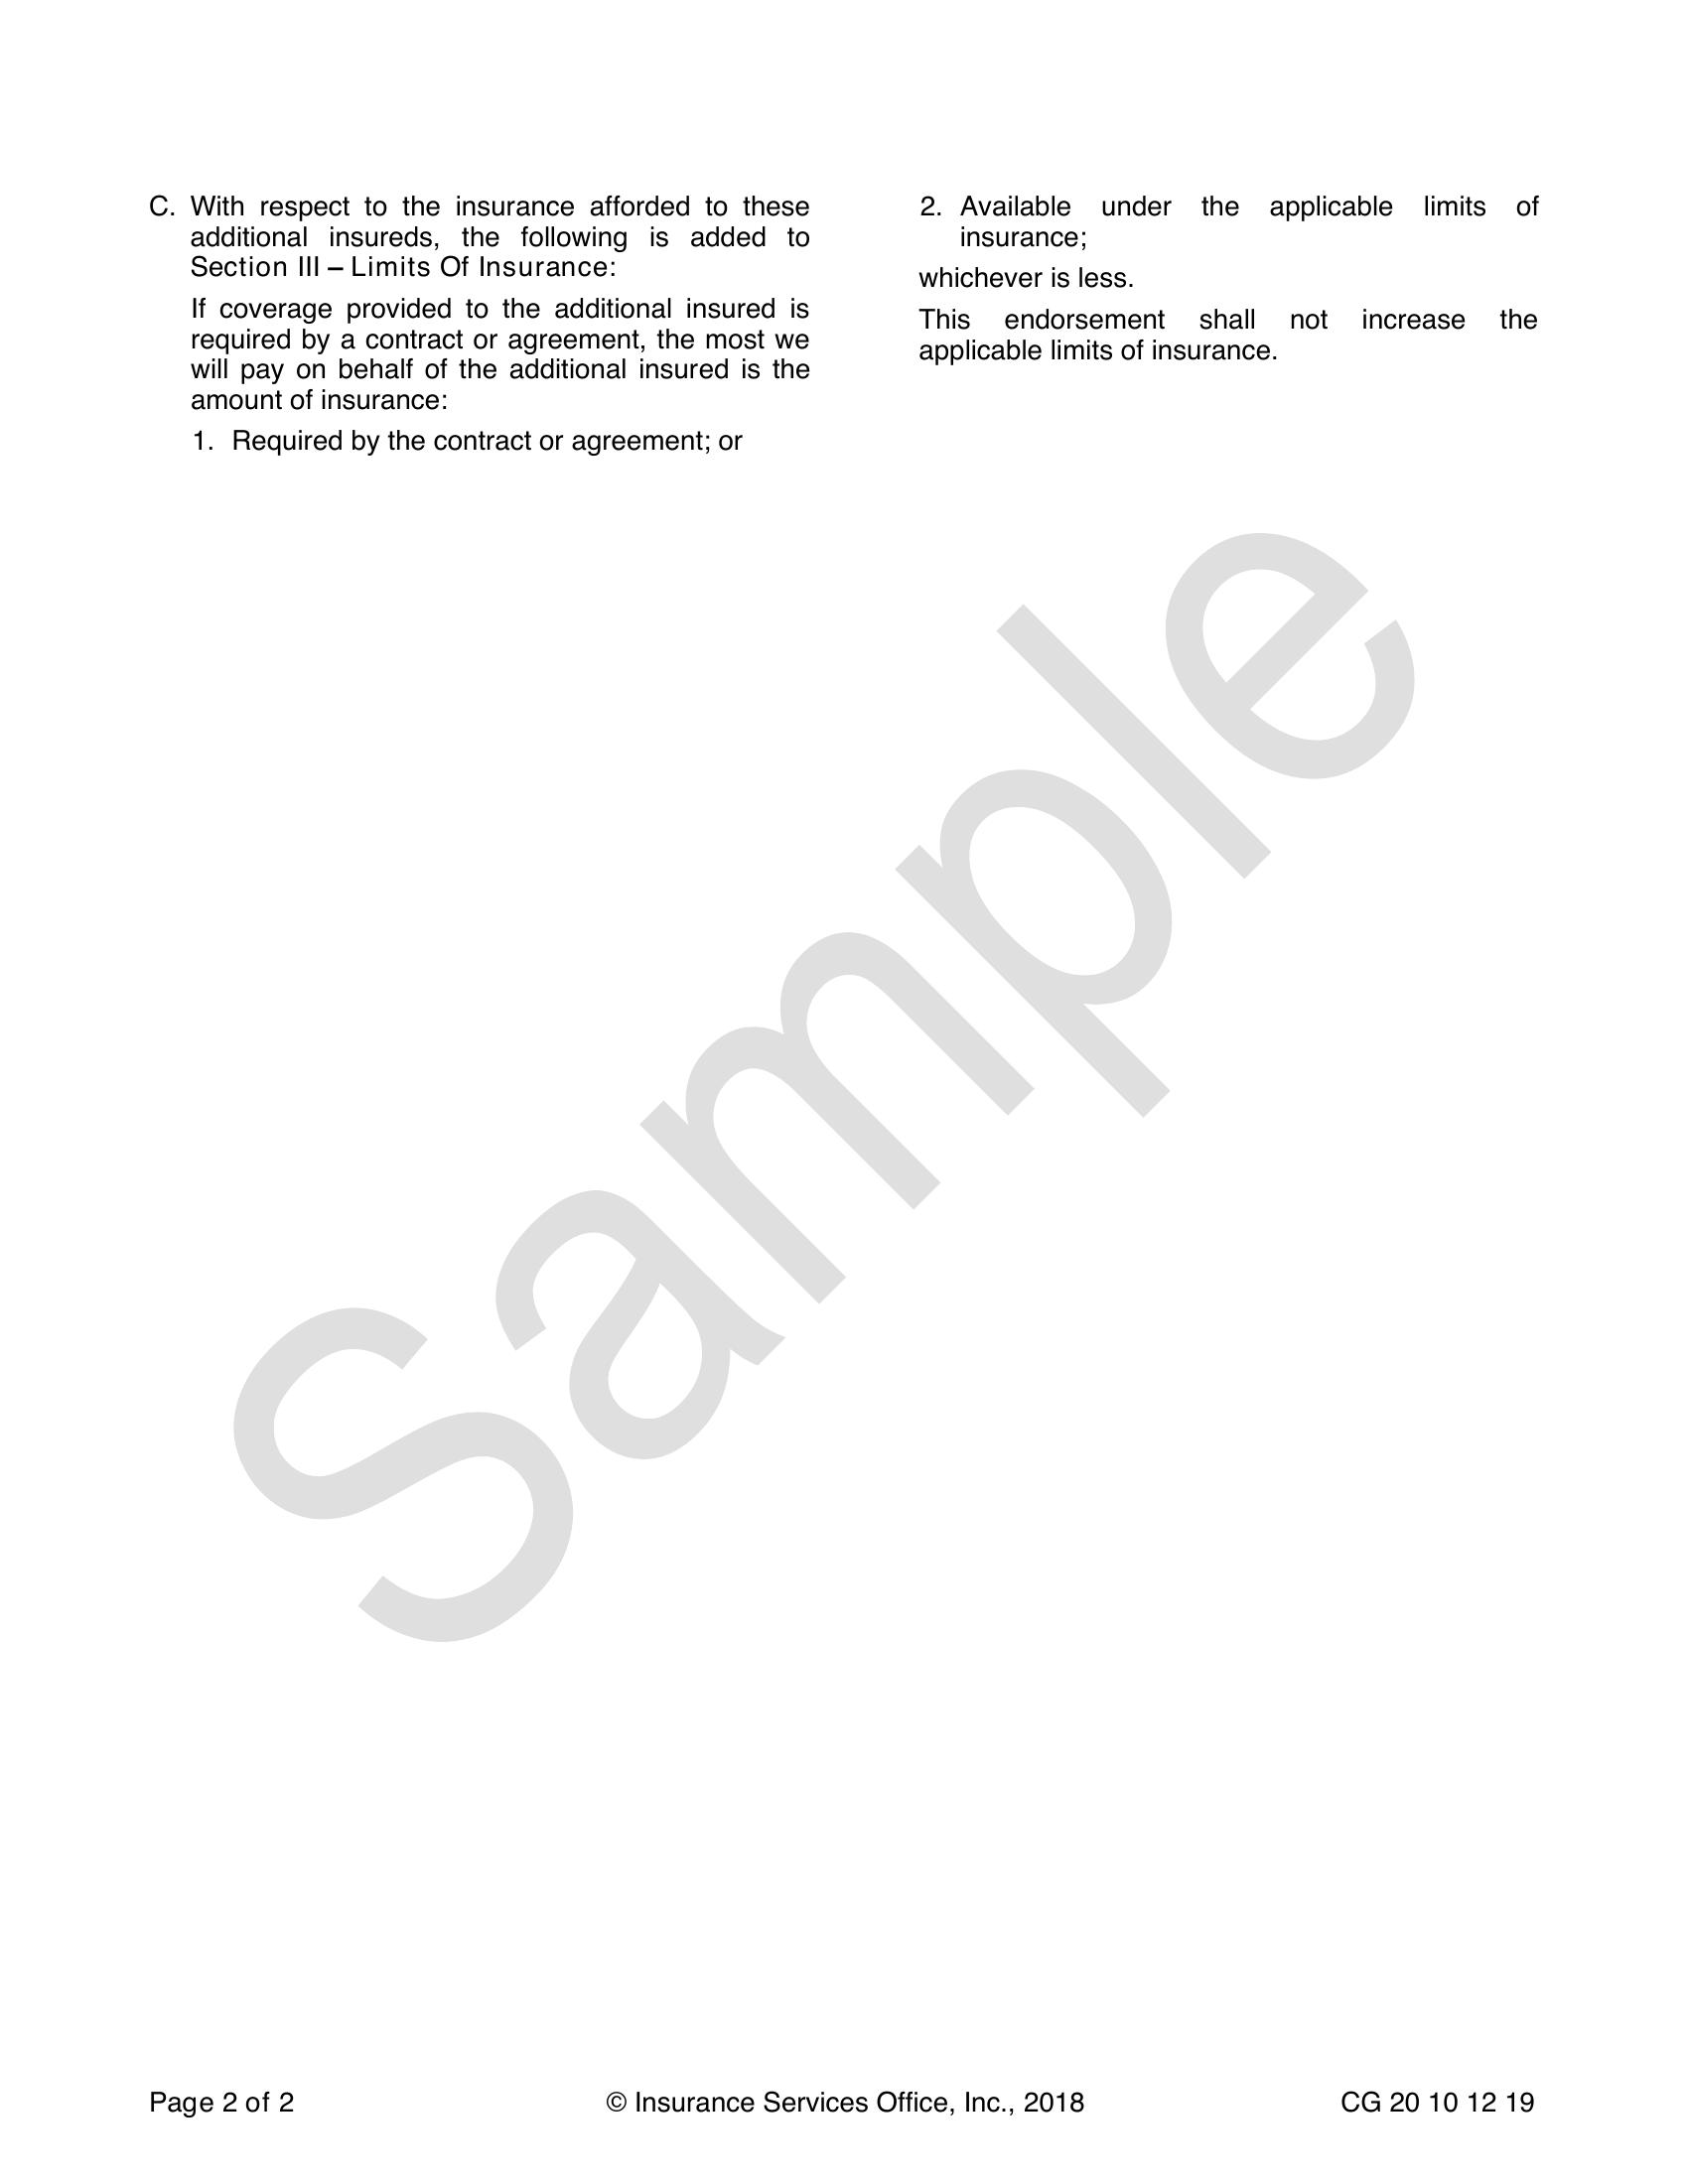 C. With respect to the insurance afforded to these
additional insureds, the following is added to
Section III – Limits Of Insurance:
If coverage provided to the additional insured is
required by a contract or agreement, the most we
will pay on behalf of the additional insured is the
amount of insurance:
1. Required by the contract or agreement; or
2. Available under the applicable limits of
insurance;
whichever is less.
This endorsement shall not increase the
applicable limits of insurance.
Sample
Page 2 of 2 © Insurance Services Office, Inc., 2018 CG 20 10 12 19